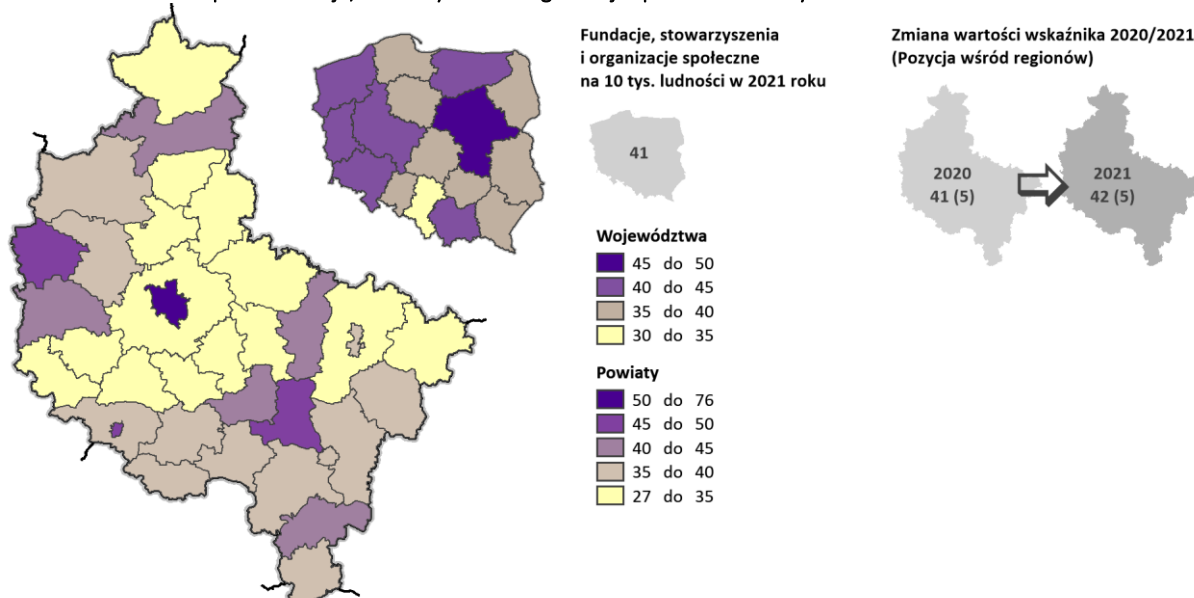 Fundacje, stowarzyszenia
i organizacje społeczne
na 10 tys. ludności w 2021 roku
41
Zmiana wartości wskaźnika 2020/2021
(Pozycja wśród regionów)
2020
41 (5)
2021
42 (5)
Województwa
45 do 50
40 do 45
35 do 40
30 do 35
Powiaty
50 do 76
45 do 50
40 do 45
35 do 40
27 do 35